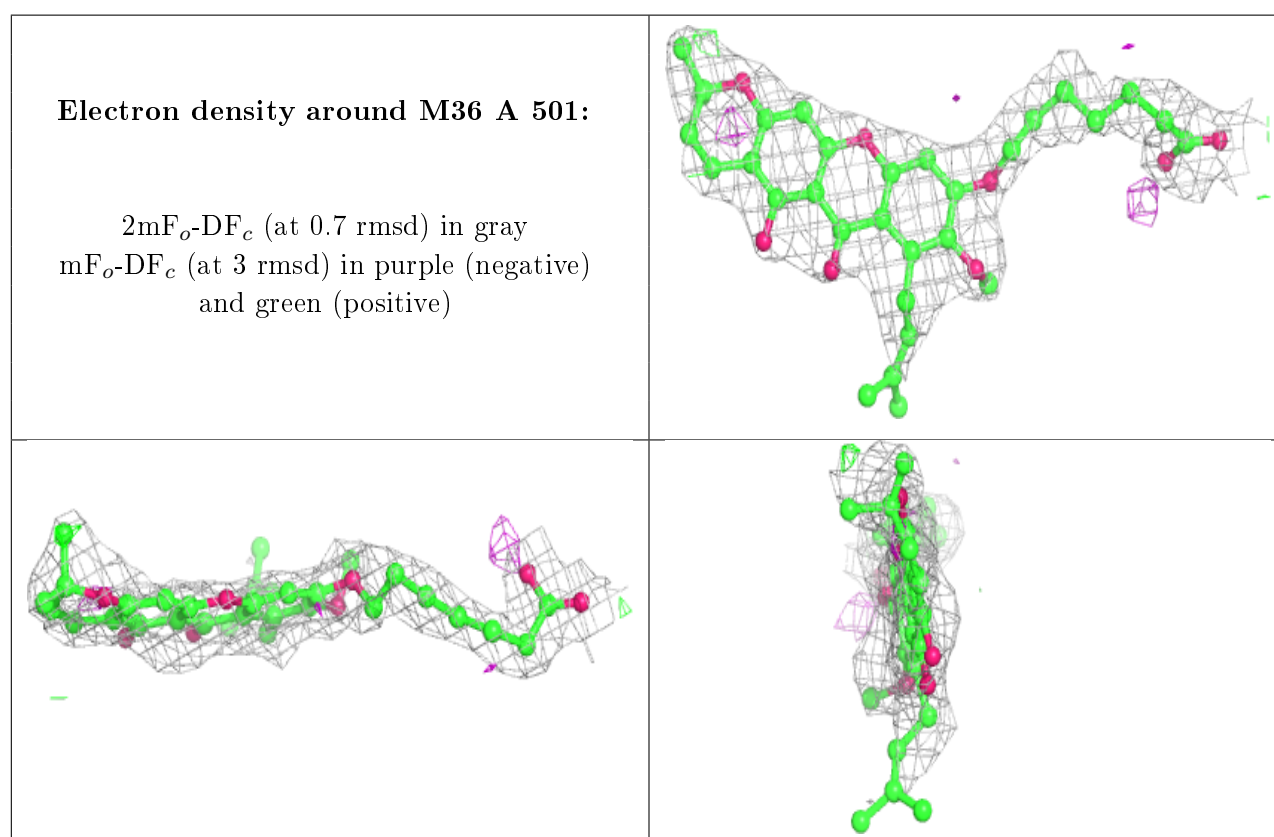 Electron density around M36 A 501:
2mFₒ-DF𝒸 (at 0.7 rmsd) in gray
mFₒ-DF𝒸 (at 3 rmsd) in purple (negative)
and green (positive)